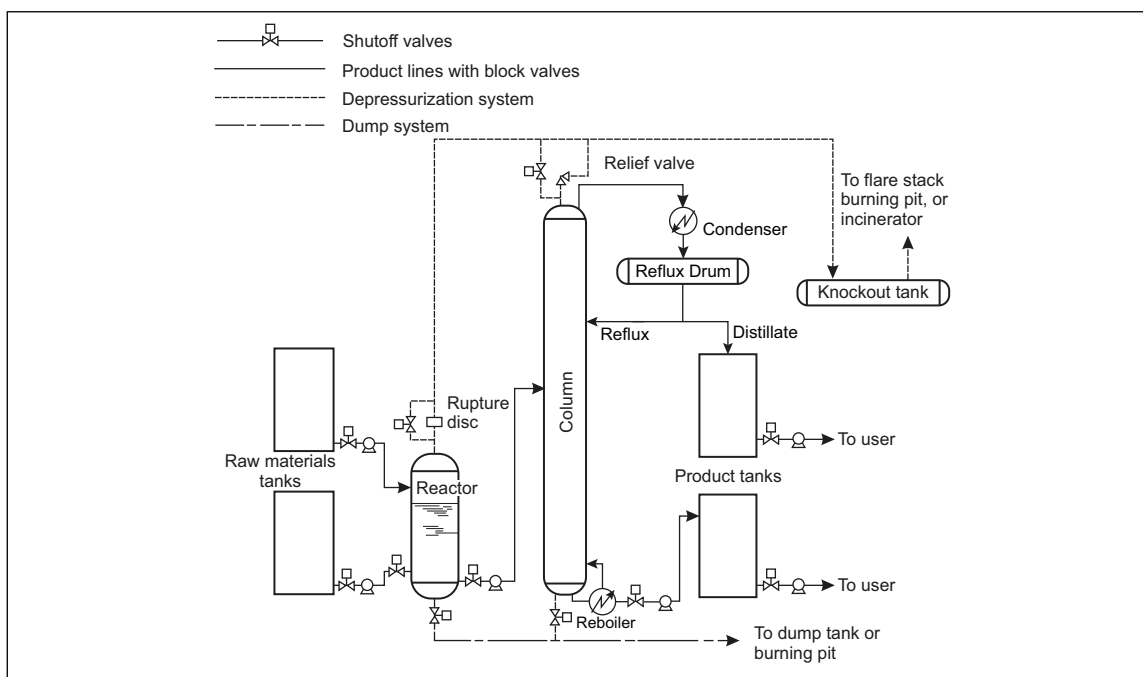 Shutoff valves
Product lines with block valves
Depressurization system
Dump system
Relief valve
To flare stack
burning pit, or
incinerator
Condenser
Reflux Drum
Knockout tank
Reflux
Distillate
Column
Rupture
disc
To user
Raw materials
tanks
Reactor
Product tanks
To user
Reboiler
To dump tank or
burning pit